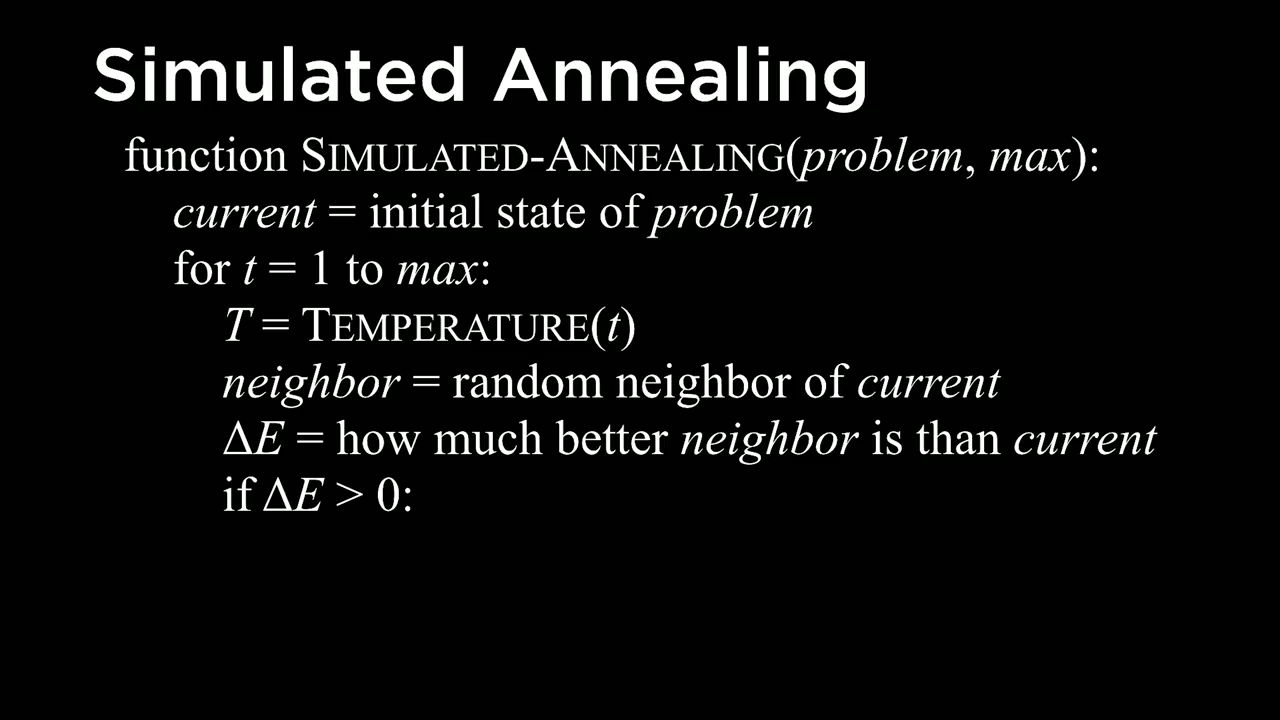 Simulated Annealing
function SIMULATED-ANNEALING(problem, max):
current = initial state of problem
for t = 1 to max:
T = TEMPERATURE(t)
neighbor = random neighbor of current
ΔE = how much better neighbor is than current
if ΔE > 0: